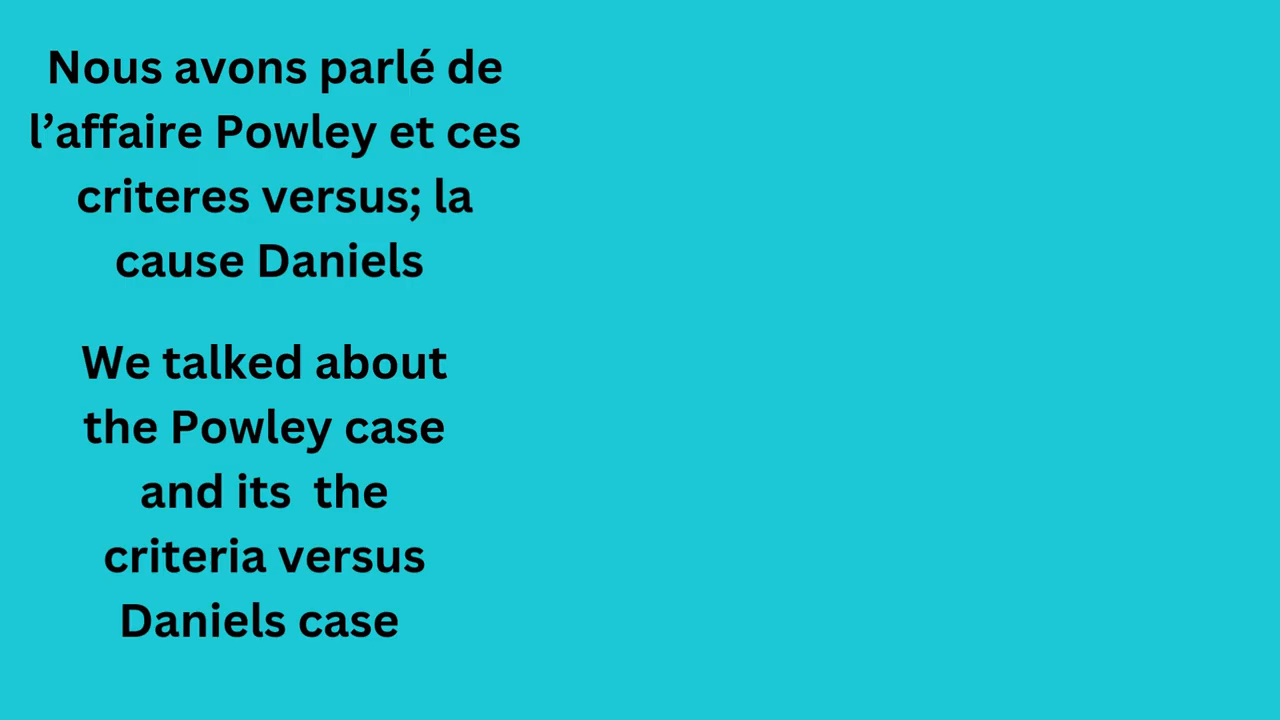 Nous avons parlé de
l’affaire Powley et ces
criteres versus; la
cause Daniels
We talked about
the Powley case
and its  the
criteria versus
Daniels case